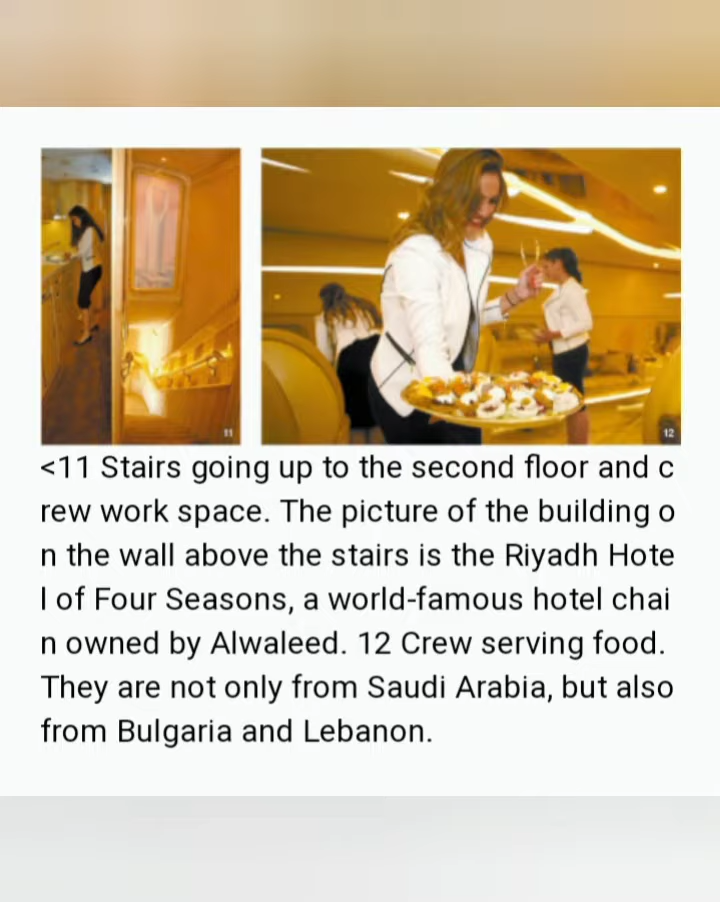 11
12
<11 Stairs going up to the second floor and c
rew work space. The picture of the building o
n the wall above the stairs is the Riyadh Hote
l of Four Seasons, a world-famous hotel chai
n owned by Alwaleed. 12 Crew serving food.
They are not only from Saudi Arabia, but also
from Bulgaria and Lebanon.